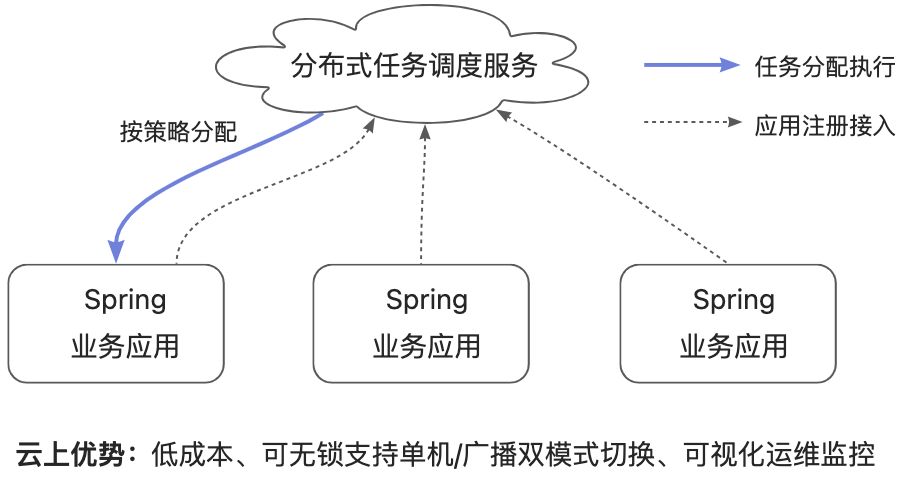 分布式任务调度服务
任务分配执行
按策略分配
应用注册接入
Spring
业务应用
Spring
业务应用
Spring
业务应用
云上优势：低成本、可无锁支持单机/广播双模式切换、可视化运维监控